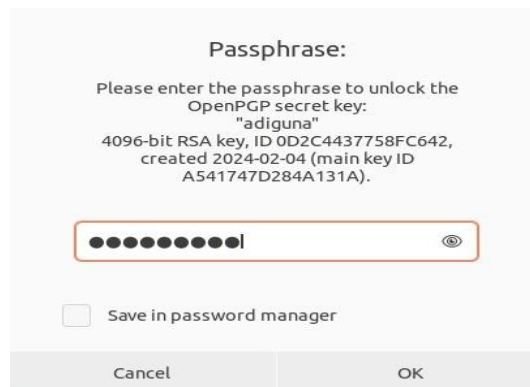 Passphrase:
Please enter the passphrase to unlock the
OpenPGP secret key:
"adiguna"
4096-bit RSA key, ID 0D2C4437758FC642,
created 2024-02-04 (main key ID
A541747D284A131A).
●●●●●●●●●
Save in password manager
Cancel OK